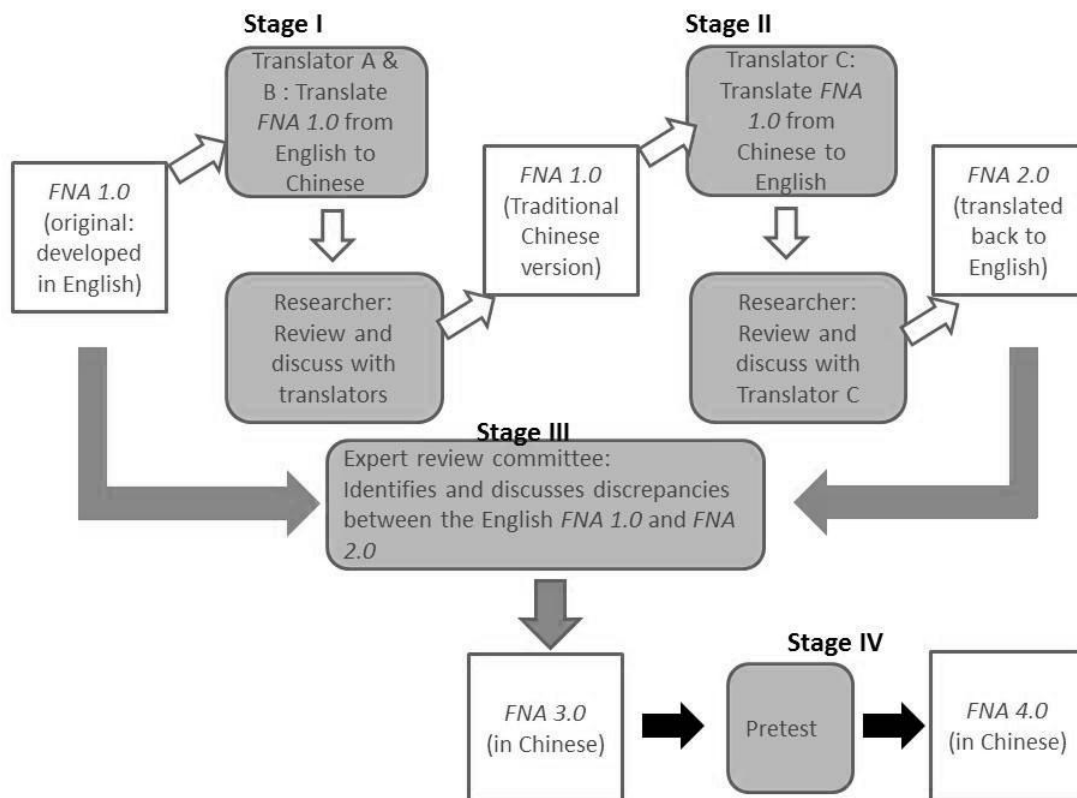 Stage I
Stage II
Translator A &
B : Translate
FNA 1.0 from
English to
Chinese
Translator C:
Translate FNA
1.0 from
Chinese to
English
FNA 1.0
(original:
developed
in English)
FNA 1.0
(Traditional
Chinese
version)
FNA 2.0
(translated
back to
English)
Researcher:
Review and
discuss with
translators
Researcher:
Review and
discuss with
Translator C
Stage III
Expert review committee:
Identifies and discusses discrepancies
between the English FNA 1.0 and FNA
2.0
Stage IV
FNA 3.0
(in Chinese)
Pretest
FNA 4.0
(in Chinese)